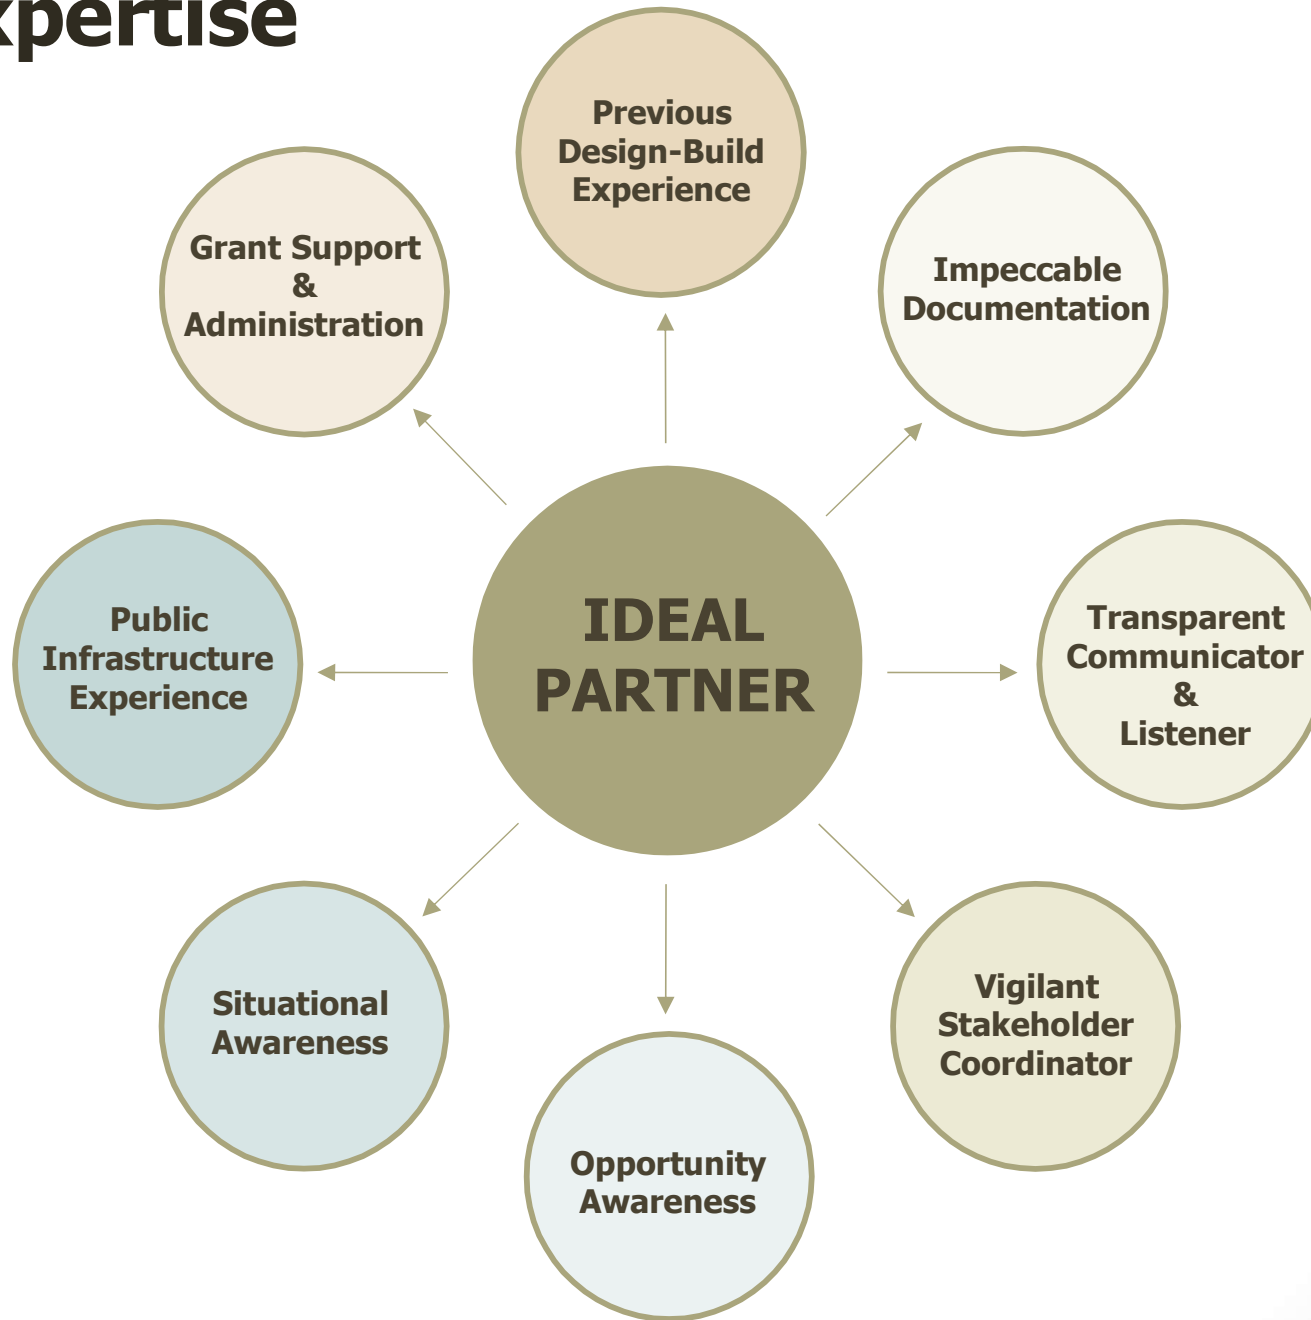 xpertise
Previous
Design-Build
Experience
Impeccable
Documentation
Transparent
Communicator
&
Listener
Vigilant
Stakeholder
Coordinator
Opportunity
Awareness
Situational
Awareness
Public
Infrastructure
Experience
Grant Support
&
Administration
IDEAL
PARTNER